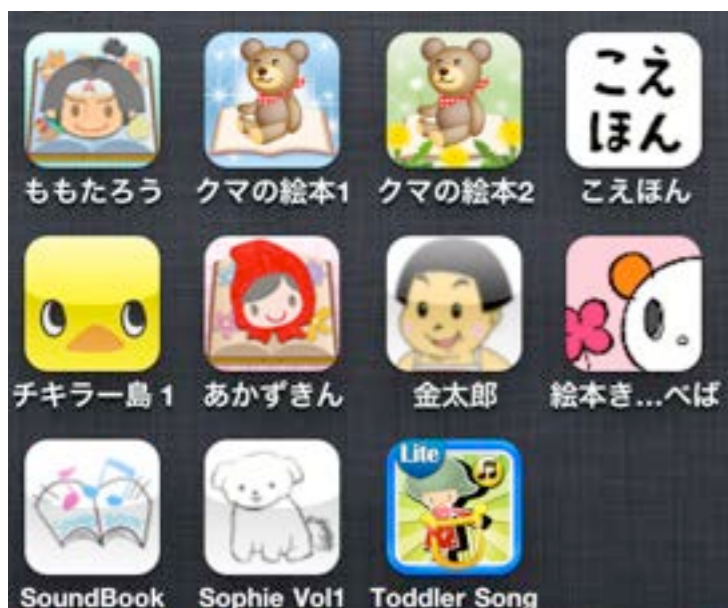 こえ
ほん
ももたろう
クマの絵本1
クマの絵本2
こえほん
チキラー島 1
あかずきん
金太郎
絵本き...べば
Lite
SoundBook
Sophie Vol1
Toddler Song